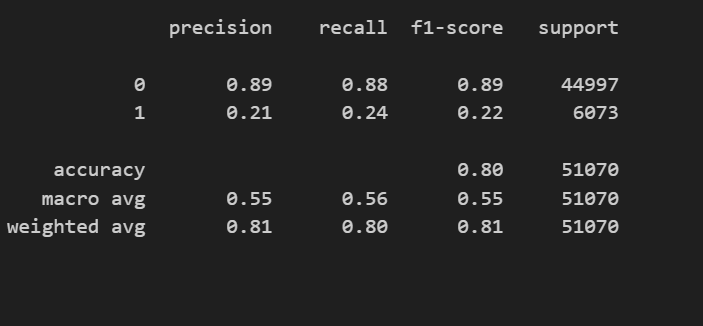 precision recall f1-score support
0 0.89 0.88 0.89 44997
1 0.21 0.24 0.22 6073
accuracy 0.80 51070
macro avg 0.55 0.56 0.55 51070
weighted avg 0.81 0.80 0.81 51070